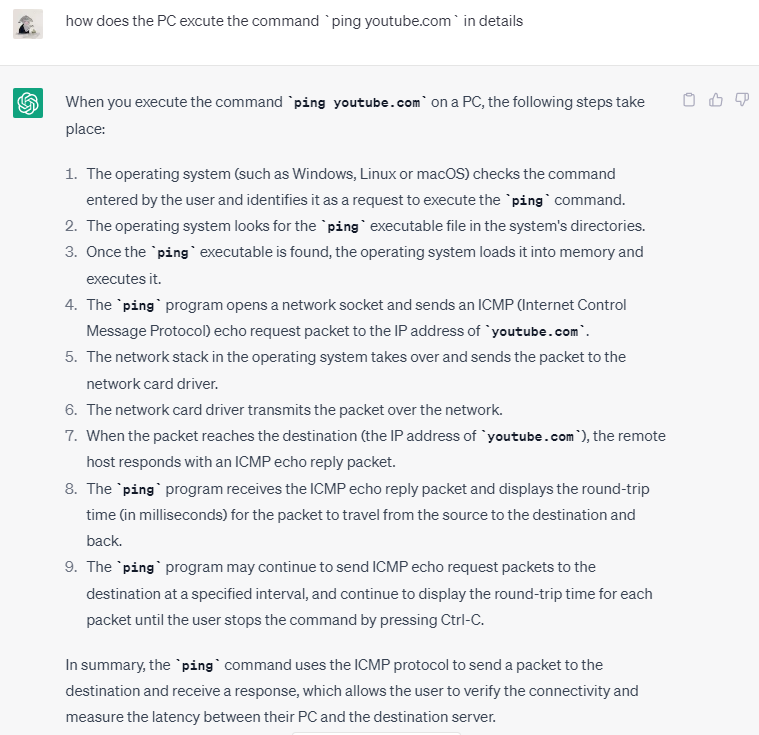 how does the PC excute the command `ping youtube.com` in details
When you execute the command `ping youtube.com` on a PC, the following steps take
place:
1. The operating system (such as Windows, Linux or macOS) checks the command
entered by the user and identifies it as a request to execute the `ping` command.
2. The operating system looks for the `ping` executable file in the system's directories.
3. Once the `ping` executable is found, the operating system loads it into memory and
executes it.
4. The `ping` program opens a network socket and sends an ICMP (Internet Control
Message Protocol) echo request packet to the IP address of `youtube.com`.
5. The network stack in the operating system takes over and sends the packet to the
network card driver.
6. The network card driver transmits the packet over the network.
7. When the packet reaches the destination (the IP address of `youtube.com`), the remote
host responds with an ICMP echo reply packet.
8. The `ping` program receives the ICMP echo reply packet and displays the round-trip
time (in milliseconds) for the packet to travel from the source to the destination and
back.
9. The `ping` program may continue to send ICMP echo request packets to the
destination at a specified interval, and continue to display the round-trip time for each
packet until the user stops the command by pressing Ctrl-C.
In summary, the `ping` command uses the ICMP protocol to send a packet to the
destination and receive a response, which allows the user to verify the connectivity and
measure the latency between their PC and the destination server.